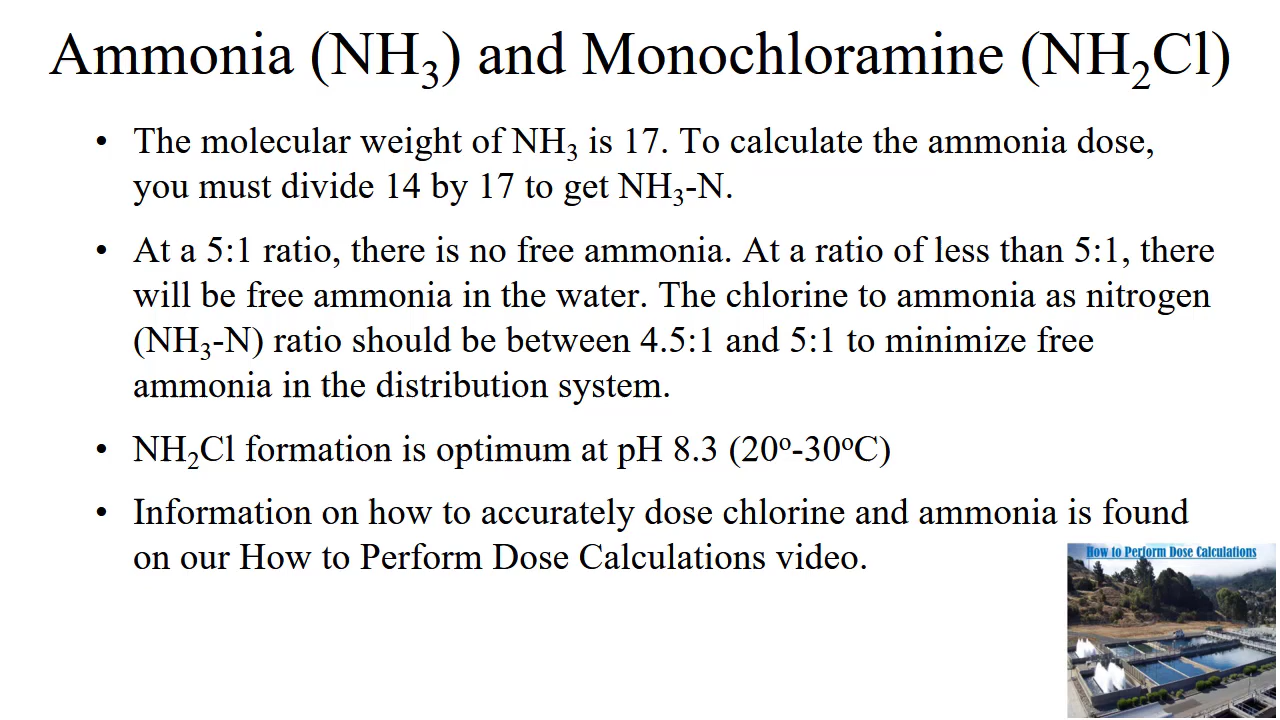 Ammonia (NH₃) and Monochloramine (NH₂Cl)
• The molecular weight of NH₃ is 17. To calculate the ammonia dose,
you must divide 14 by 17 to get NH₃-N.
• At a 5:1 ratio, there is no free ammonia. At a ratio of less than 5:1, there
will be free ammonia in the water. The chlorine to ammonia as nitrogen
(NH₃-N) ratio should be between 4.5:1 and 5:1 to minimize free
ammonia in the distribution system.
• NH₂Cl formation is optimum at pH 8.3 (20º-30ºC)
• Information on how to accurately dose chlorine and ammonia is found
on our How to Perform Dose Calculations video.
How to Perform Dose Calculations